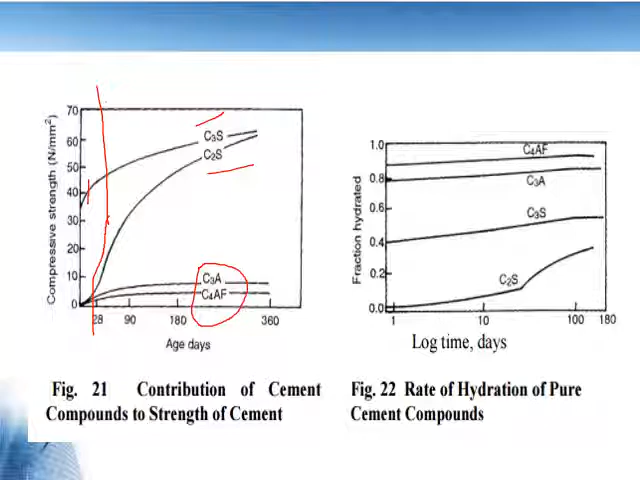 70
60
50
40
30
20
10
0
Compressive strength (N/mm²)
C₃S
C₂S
C₃A
C₄AF
28 90 180 360
Age days
1.0
0.8
0.6
0.4
0.2
0.0
Fraction hydrated
C₄AF
C₃A
C₃S
C₂S
1 10 100 180
Log time, days
Fig. 21 Contribution of Cement
Compounds to Strength of Cement
Fig. 22 Rate of Hydration of Pure
Cement Compounds